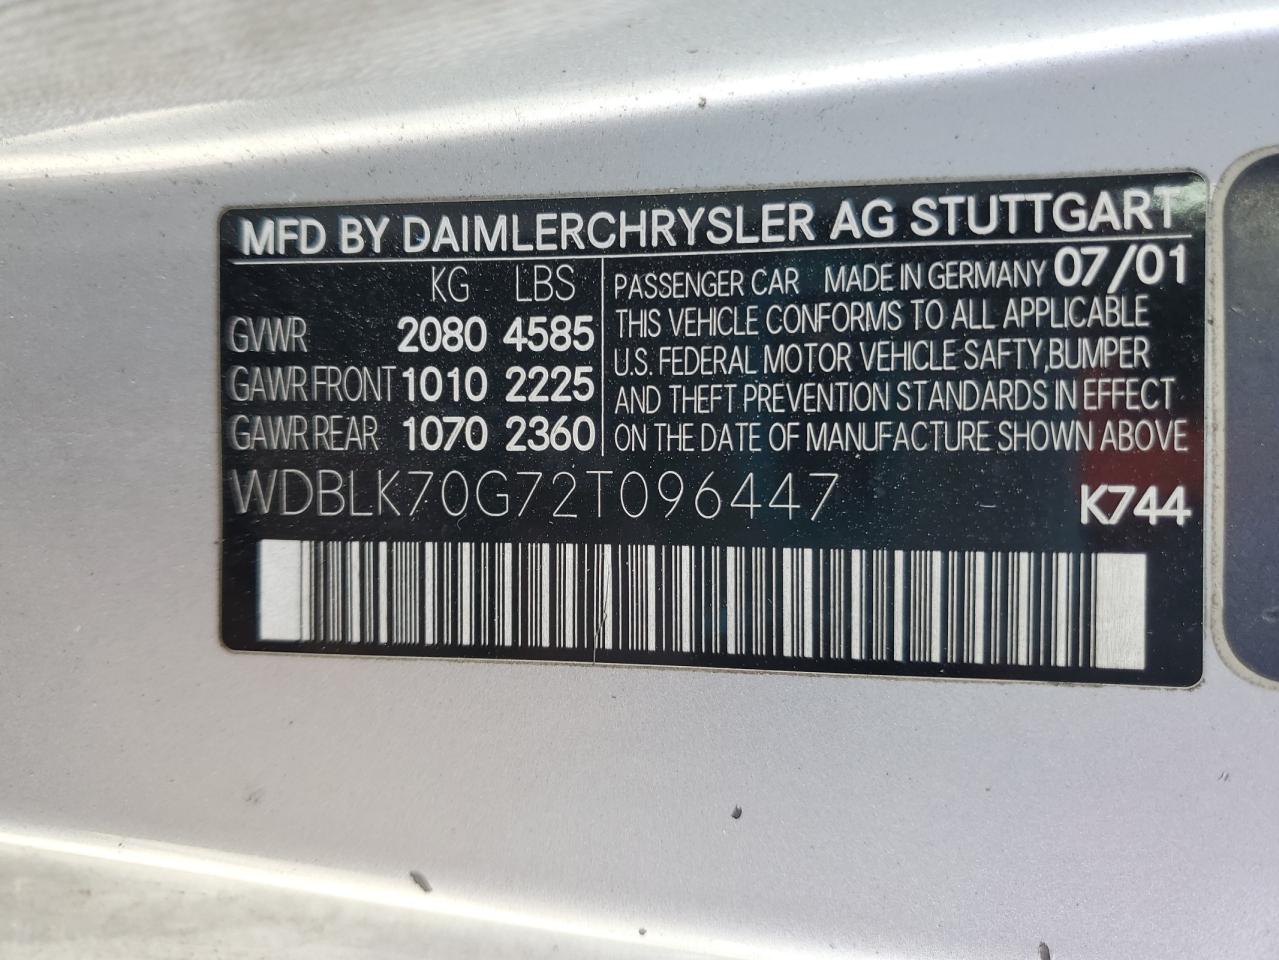 MFD BY DAIMLERCHRYSLER AG STUTTGART
KG LBS
GVWR 2080 4585
GAWR FRONT 1010 2225
GAWR REAR 1070 2360
PASSENGER CAR MADE IN GERMANY 07/01
THIS VEHICLE CONFORMS TO ALL APPLICABLE
U.S. FEDERAL MOTOR VEHICLE SAFTY,BUMPER
AND THEFT PREVENTION STANDARDS IN EFFECT
ON THE DATE OF MANUFACTURE SHOWN ABOVE
WDBLK70G72T096447
K744